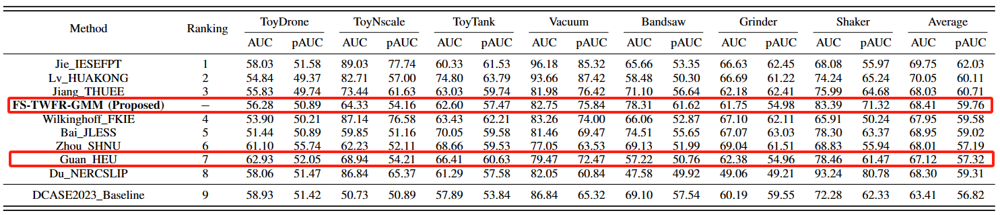 Method Ranking ToyDrone ToyNscale ToyTank Vacuum Bandsaw Grinder Shaker Average
AUC pAUC AUC pAUC AUC pAUC AUC pAUC AUC pAUC AUC pAUC AUC pAUC AUC pAUC
Jie_IESEFPT 1 58.03 51.58 89.03 77.74 60.33 61.53 96.18 85.32 65.66 53.35 66.63 62.45 68.08 55.97 69.75 62.03
Lv_HUAKONG 2 54.84 49.37 82.71 57.00 74.80 63.79 93.66 87.42 58.48 50.30 66.69 61.22 74.24 65.24 70.05 60.11
Jiang_THUEE 3 55.83 49.74 73.44 61.63 63.03 59.74 81.98 76.42 71.10 56.64 62.18 62.41 75.99 64.68 68.03 60.71
FS-TWFR-GMM (Proposed) – 56.28 50.89 64.33 54.16 62.60 57.47 82.75 75.84 78.31 61.62 61.75 54.98 83.39 71.32 68.41 59.76
Wilkinghoff_FKIE 4 53.90 50.21 87.14 76.58 63.43 62.21 83.26 74.00 66.06 52.87 67.10 62.11 65.91 50.24 67.95 59.58
Bai_JLESS 5 51.44 50.89 59.85 51.16 70.05 59.58 81.46 69.47 74.51 55.65 67.07 63.03 78.30 63.37 68.95 59.02
Zhou_SHNU 6 61.10 55.74 62.23 52.11 68.66 59.53 77.05 63.53 69.13 51.99 69.04 61.51 68.83 55.94 68.01 57.19
Guan_HEU 7 62.93 52.05 68.94 54.21 66.41 60.63 79.47 72.47 57.22 50.76 62.38 54.96 78.46 61.47 67.12 57.32
Du_NERCSLIP 8 58.06 51.47 86.84 65.37 61.29 57.58 82.05 60.84 47.58 49.92 49.06 49.21 93.24 80.78 68.30 59.31
DCASE2023_Baseline 9 58.93 51.42 50.73 50.89 57.89 53.84 86.84 65.32 69.10 57.54 60.19 59.55 72.28 62.33 63.41 56.82